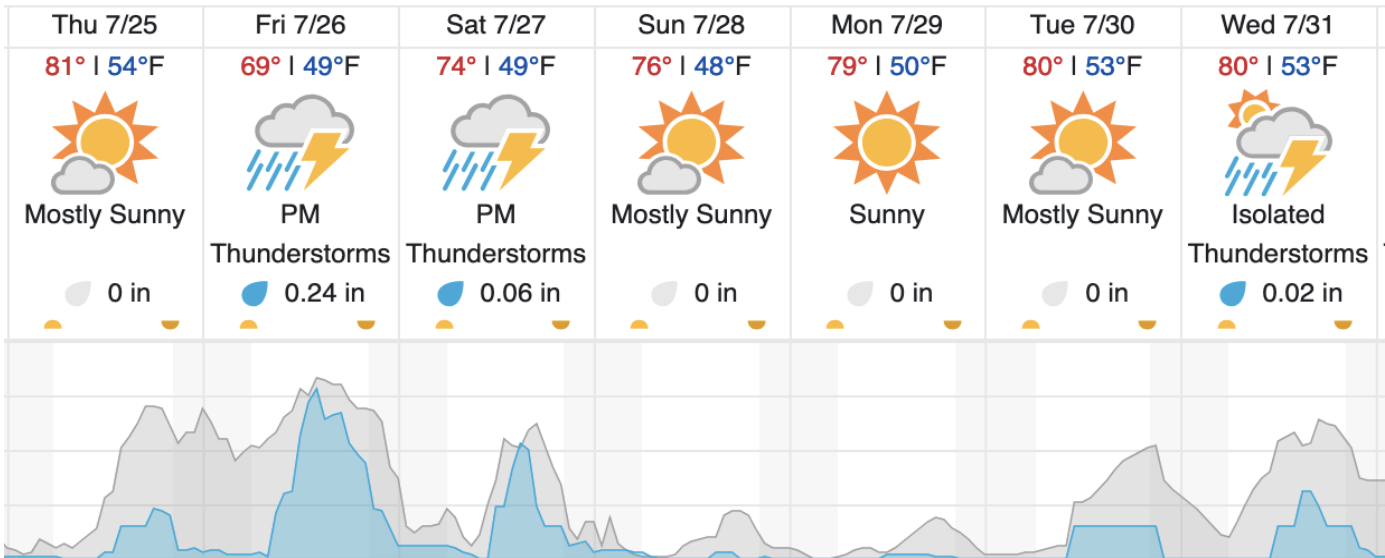 Thu 7/25 Fri 7/26 Sat 7/27 Sun 7/28 Mon 7/29 Tue 7/30 Wed 7/31
81° | 54°F 69° | 49°F 74° | 49°F 76° | 48°F 79° | 50°F 80° | 53°F 80° | 53°F
Mostly Sunny PM PM Mostly Sunny Sunny Mostly Sunny Isolated
Thunderstorms Thunderstorms Thunderstorms
0 in 0.24 in 0.06 in 0 in 0 in 0 in 0.02 in